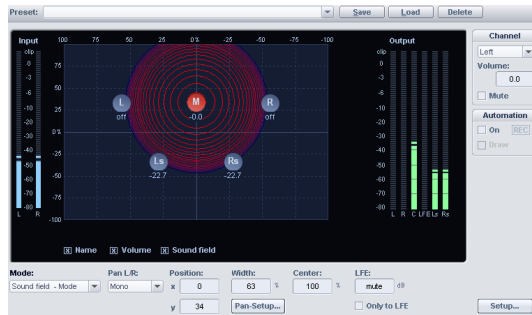 Preset: Save Load Delete
Input 100 75 50 25 0 % -25 -50 -75 -100 Output Channel
clip 75 clip Left
0 0 Volume:
-3 50 -3 0.0
-6 25 L M R -6 Mute
-10 off -0.0 off -10
-20 0 % -20 Automation
-30 -25 -30 On REC
-40 -50 Ls Rs -40 Draw
-50 -22.7 -22.7 -50
-60 -75 -60
-70 -70
-80 -100 -80
L R L R C LFE Ls Rs
Name Volume Sound field
Mode: Pan L/R: Position: Width: Center: LFE:
Sound field - Mode Mono x 0 63 % 100 % mute dB
y 34 Pan-Setup... Only to LFE Setup...